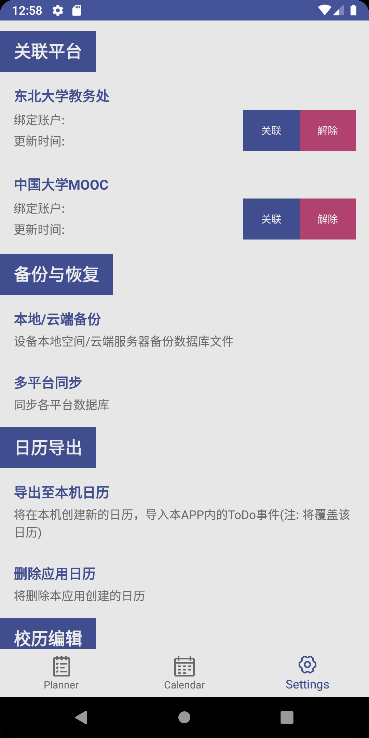 12:58
关联平台
东北大学教务处
绑定账户:
更新时间:
关联
解除
中国大学MOOC
绑定账户:
更新时间:
关联
解除
备份与恢复
本地/云端备份
设备本地空间/云端服务器备份数据库文件
多平台同步
同步各平台数据库
日历导出
导出至本机日历
将在本机创建新的日历，导入本APP内的ToDo事件(注: 将覆盖该
日历)
删除应用日历
将删除本应用创建的日历
校历编辑
Planner
Calendar
Settings